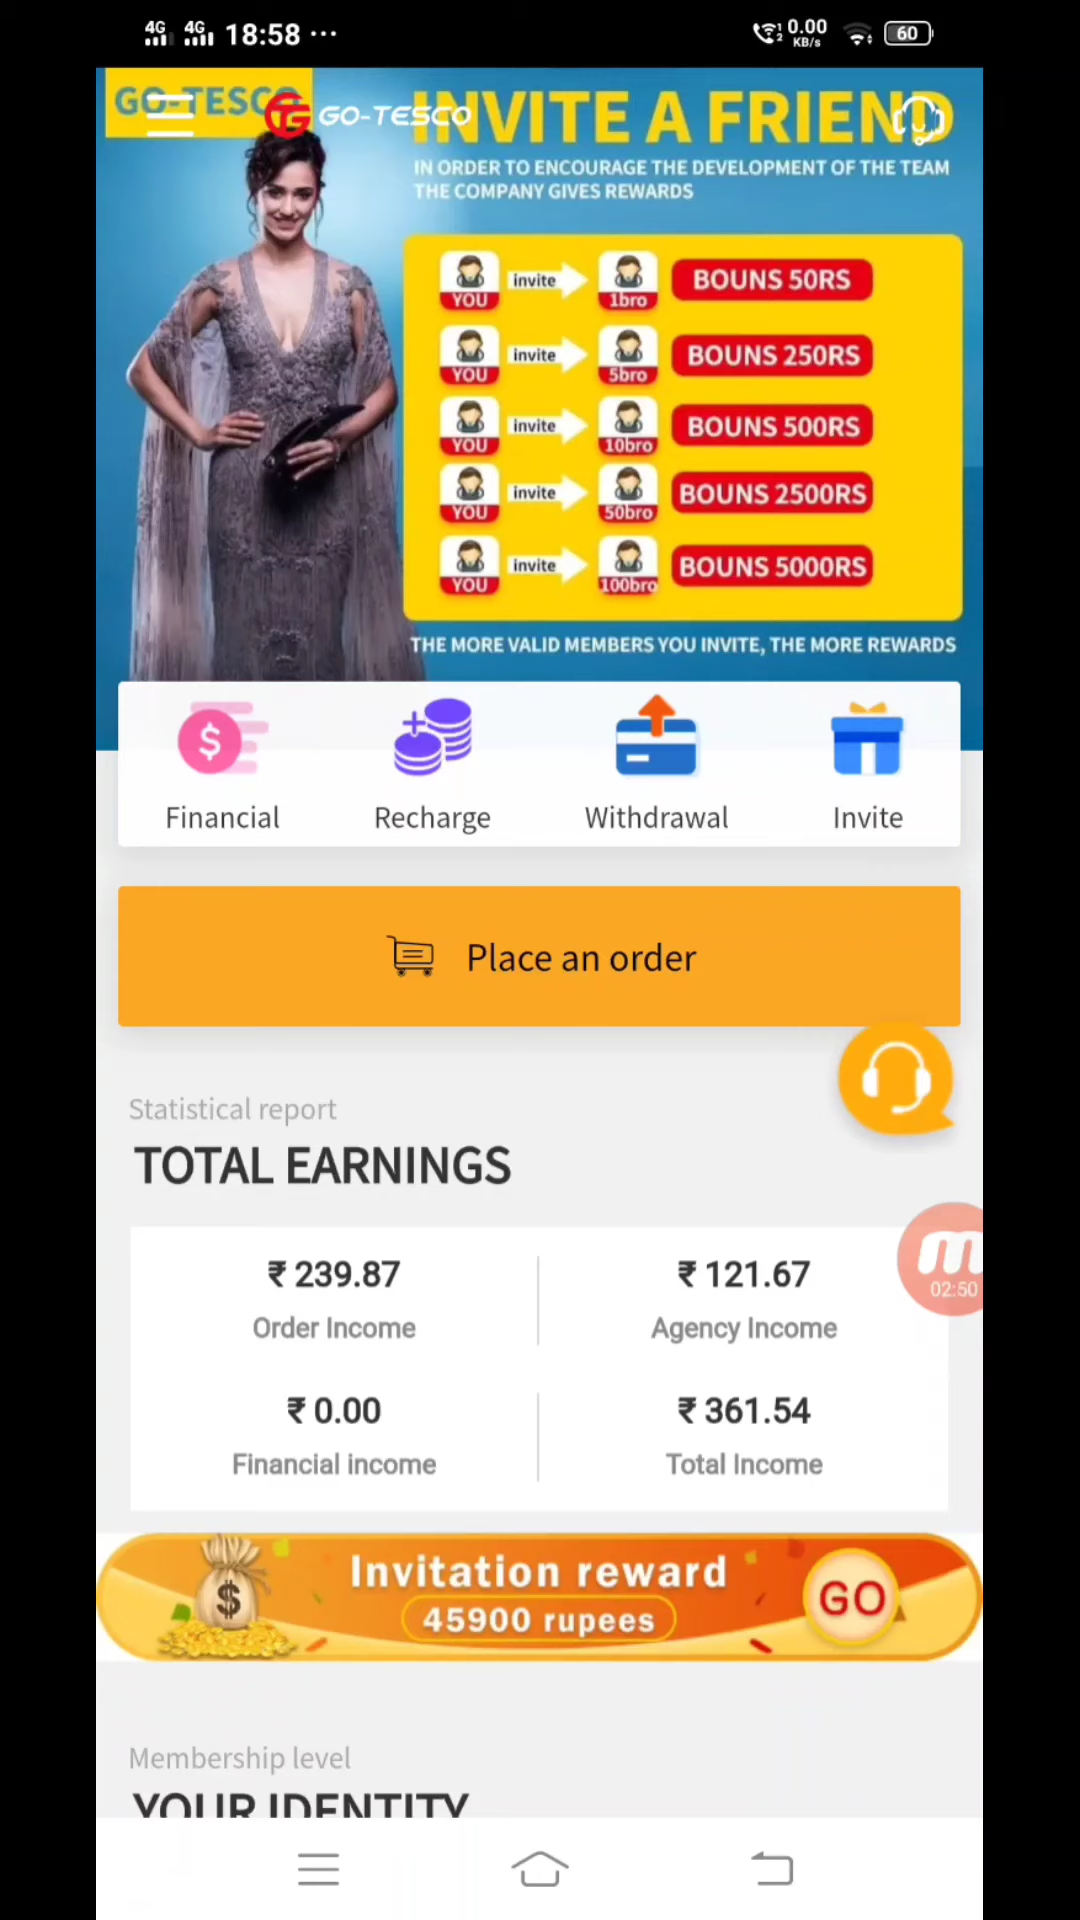 4G 4G 18:58 ...
0.00 KB/s 60
GO-TESCO
GO-TESCO
INVITE A FRIEND
IN ORDER TO ENCOURAGE THE DEVELOPMENT OF THE TEAM
THE COMPANY GIVES REWARDS
YOU invite 1bro BOUNS 50RS
YOU invite 5bro BOUNS 250RS
YOU invite 10bro BOUNS 500RS
YOU invite 50bro BOUNS 2500RS
YOU invite 100bro BOUNS 5000RS
THE MORE VALID MEMBERS YOU INVITE, THE MORE REWARDS
Financial Recharge Withdrawal Invite
Place an order
Statistical report
TOTAL EARNINGS
₹ 239.87 ₹ 121.67
Order Income Agency Income
02:50
₹ 0.00 ₹ 361.54
Financial income Total Income
Invitation reward
45900 rupees
GO
Membership level
YOUR IDENTITY